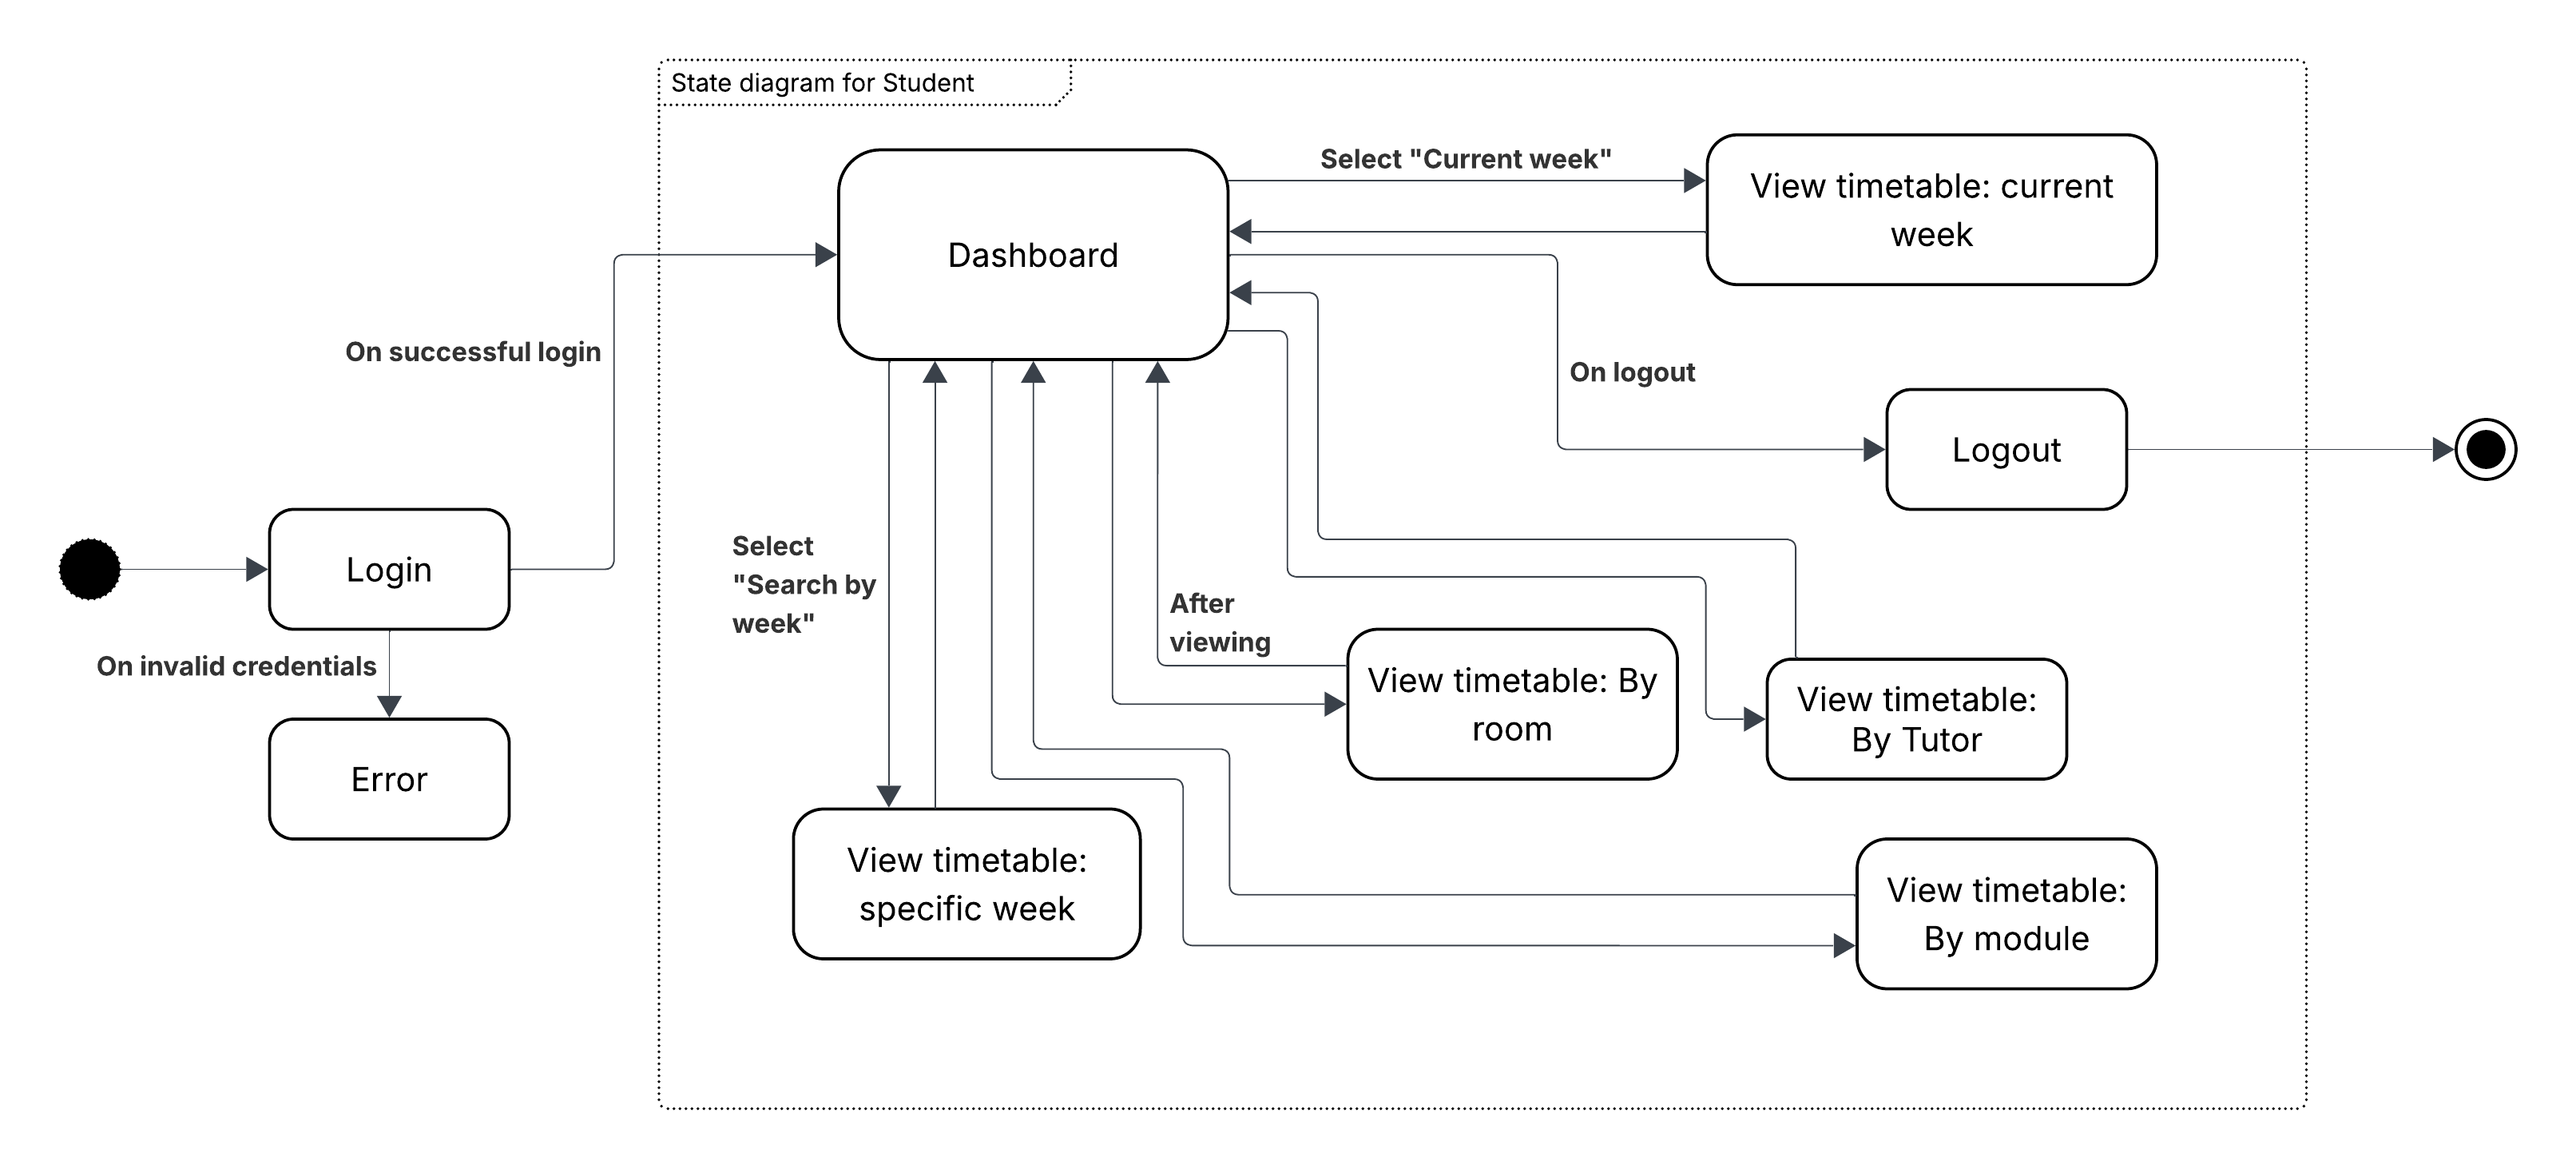 State diagram for Student
Select "Current week"
View timetable: current
week
Dashboard
On successful login
On logout
Logout
Select
"Search by
week"
Login
After
viewing
On invalid credentials
View timetable: By
room
View timetable:
By Tutor
Error
View timetable:
specific week
View timetable:
By module